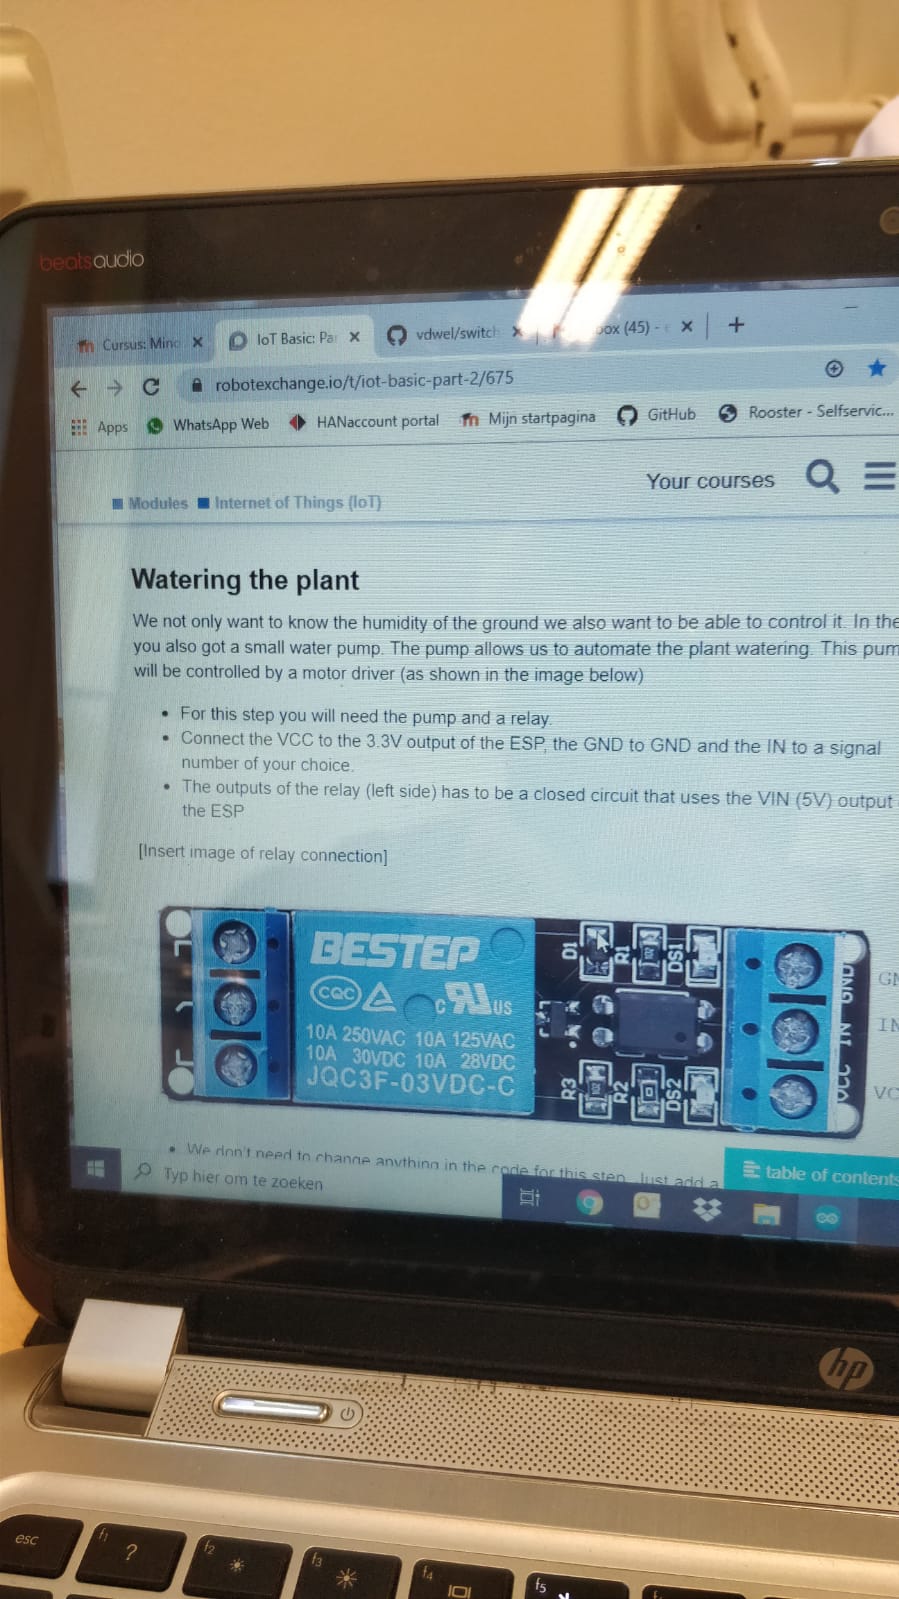 beatsaudio
Cursus: Minc
IoT Basic: Pa
vdwel/switch
box (45) -
robotexchange.io/t/iot-basic-part-2/675
Apps
WhatsApp Web
HANaccount portal
Mijn startpagina
GitHub
Rooster - Selfservic...
Your courses
Modules
Internet of Things (IoT)
Watering the plant
We not only want to know the humidity of the ground we also want to be able to control it. In the
you also got a small water pump. The pump allows us to automate the plant watering. This pum
will be controlled by a motor driver (as shown in the image below)
• For this step you will need the pump and a relay.
• Connect the VCC to the 3.3V output of the ESP, the GND to GND and the IN to a signal
number of your choice.
• The outputs of the relay (left side) has to be a closed circuit that uses the VIN (5V) output
the ESP
[Insert image of relay connection]
BESTEP
CQC
c RU US
10A 250VAC 10A 125VAC
10A 30VDC 10A 28VDC
JQC3F-03VDC-C
D1
R1
DS1
R3
R2
DS2
GND
IN
VCC
GN
IN
VC
• We don't need to change anything in the code for this step. Just add a
table of contents
Typ hier om te zoeken
hp
esc
f1
?
f2
f3
f4
f5